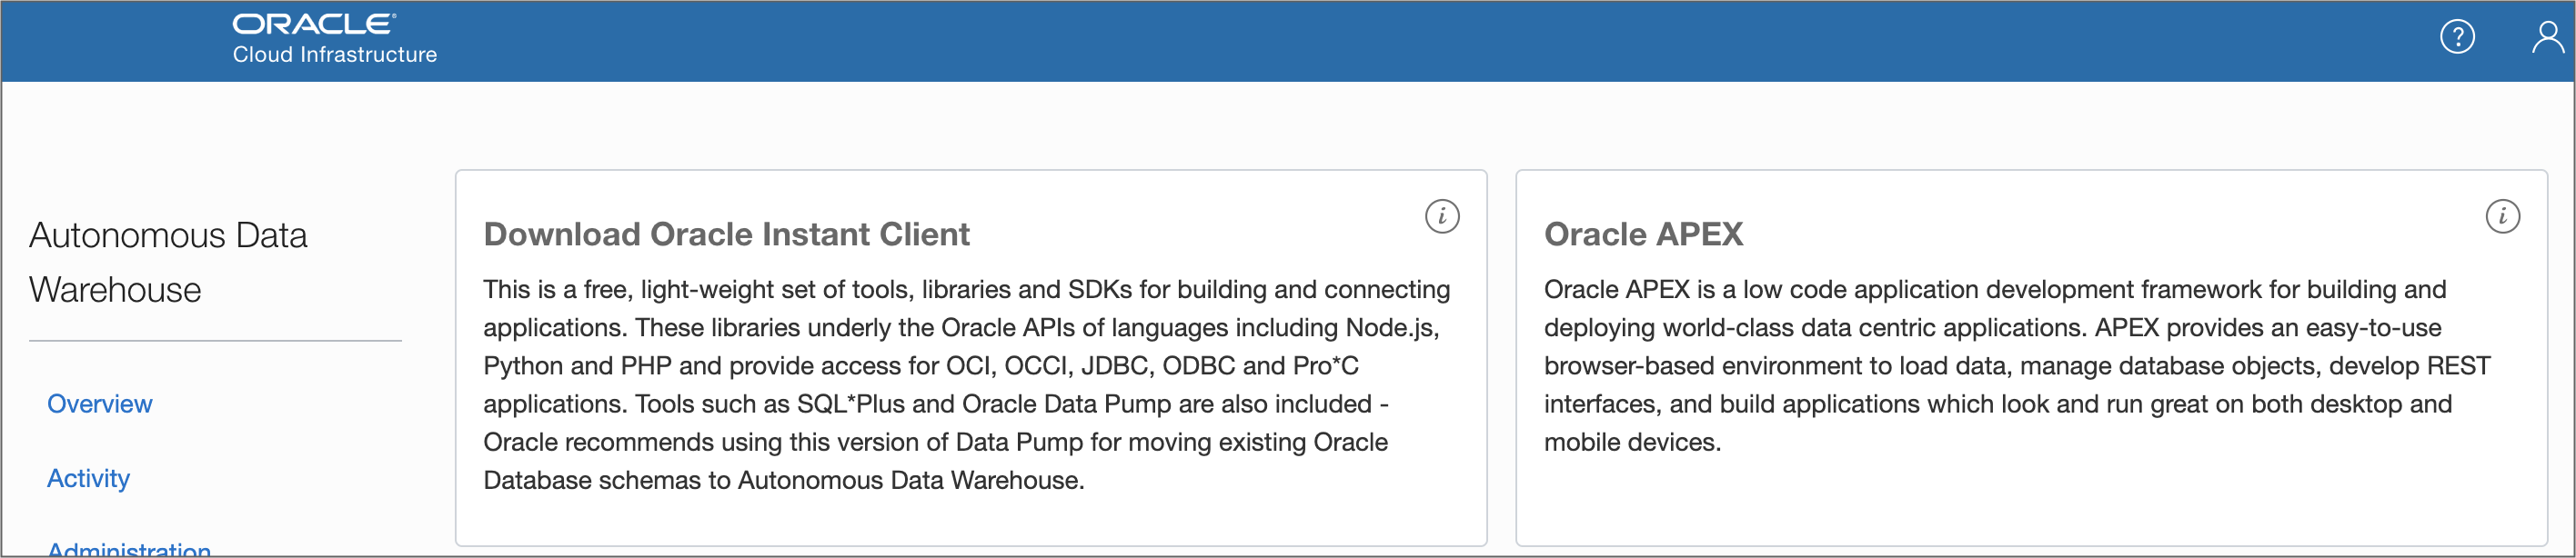 ORACLE
Cloud Infrastructure
Autonomous Data
Warehouse
Overview
Activity
Administration
Download Oracle Instant Client
This is a free, light-weight set of tools, libraries and SDKs for building and connecting
applications. These libraries underly the Oracle APIs of languages including Node.js,
Python and PHP and provide access for OCI, OCCI, JDBC, ODBC and Pro*C
applications. Tools such as SQL*Plus and Oracle Data Pump are also included -
Oracle recommends using this version of Data Pump for moving existing Oracle
Database schemas to Autonomous Data Warehouse.
Oracle APEX
Oracle APEX is a low code application development framework for building and
deploying world-class data centric applications. APEX provides an easy-to-use
browser-based environment to load data, manage database objects, develop REST
interfaces, and build applications which look and run great on both desktop and
mobile devices.